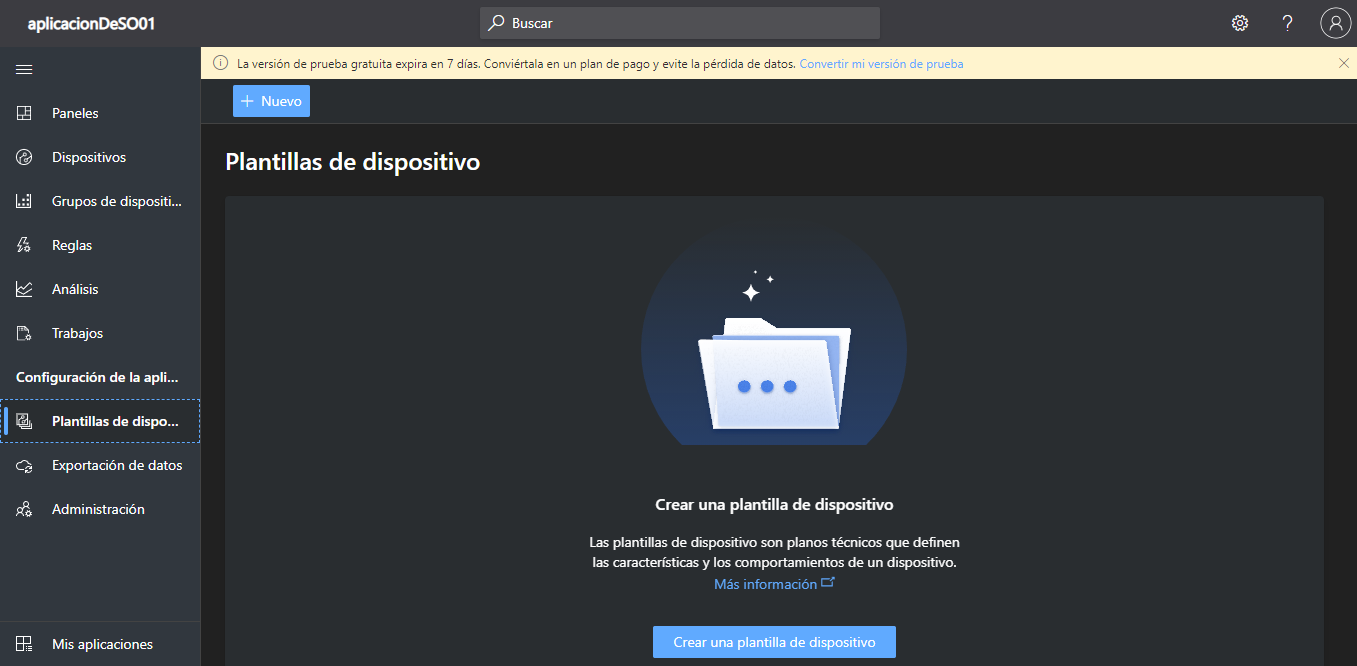 aplicacionDeSO01
Buscar
La versión de prueba gratuita expira en 7 días. Conviértala en un plan de pago y evite la pérdida de datos. Convertir mi versión de prueba
Nuevo
Paneles
Dispositivos
Grupos de dispositi...
Reglas
Análisis
Trabajos
Configuración de la apli...
Plantillas de dispo...
Exportación de datos
Administración
Mis aplicaciones
Plantillas de dispositivo
Crear una plantilla de dispositivo
Las plantillas de dispositivo son planos técnicos que definen
las características y los comportamientos de un dispositivo.
Más información
Crear una plantilla de dispositivo